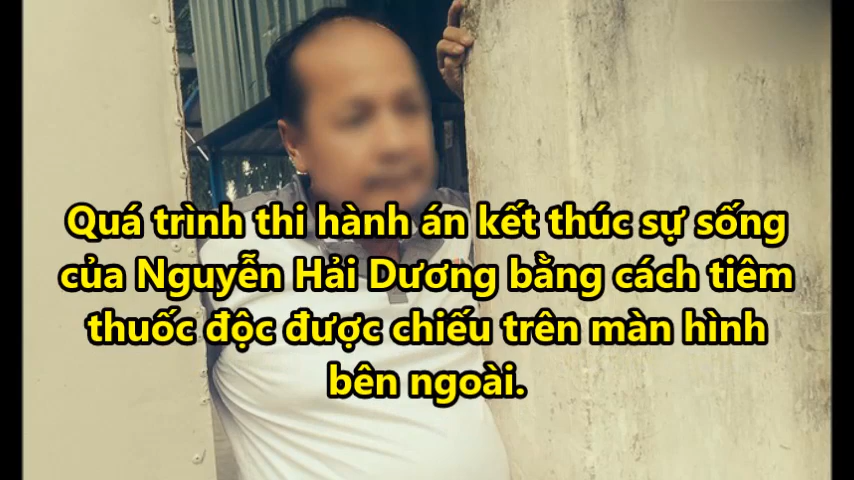 Quá trình thi hành án kết thúc sự sống
của Nguyễn Hải Dương bằng cách tiêm
thuốc độc được chiếu trên màn hình
bên ngoài.